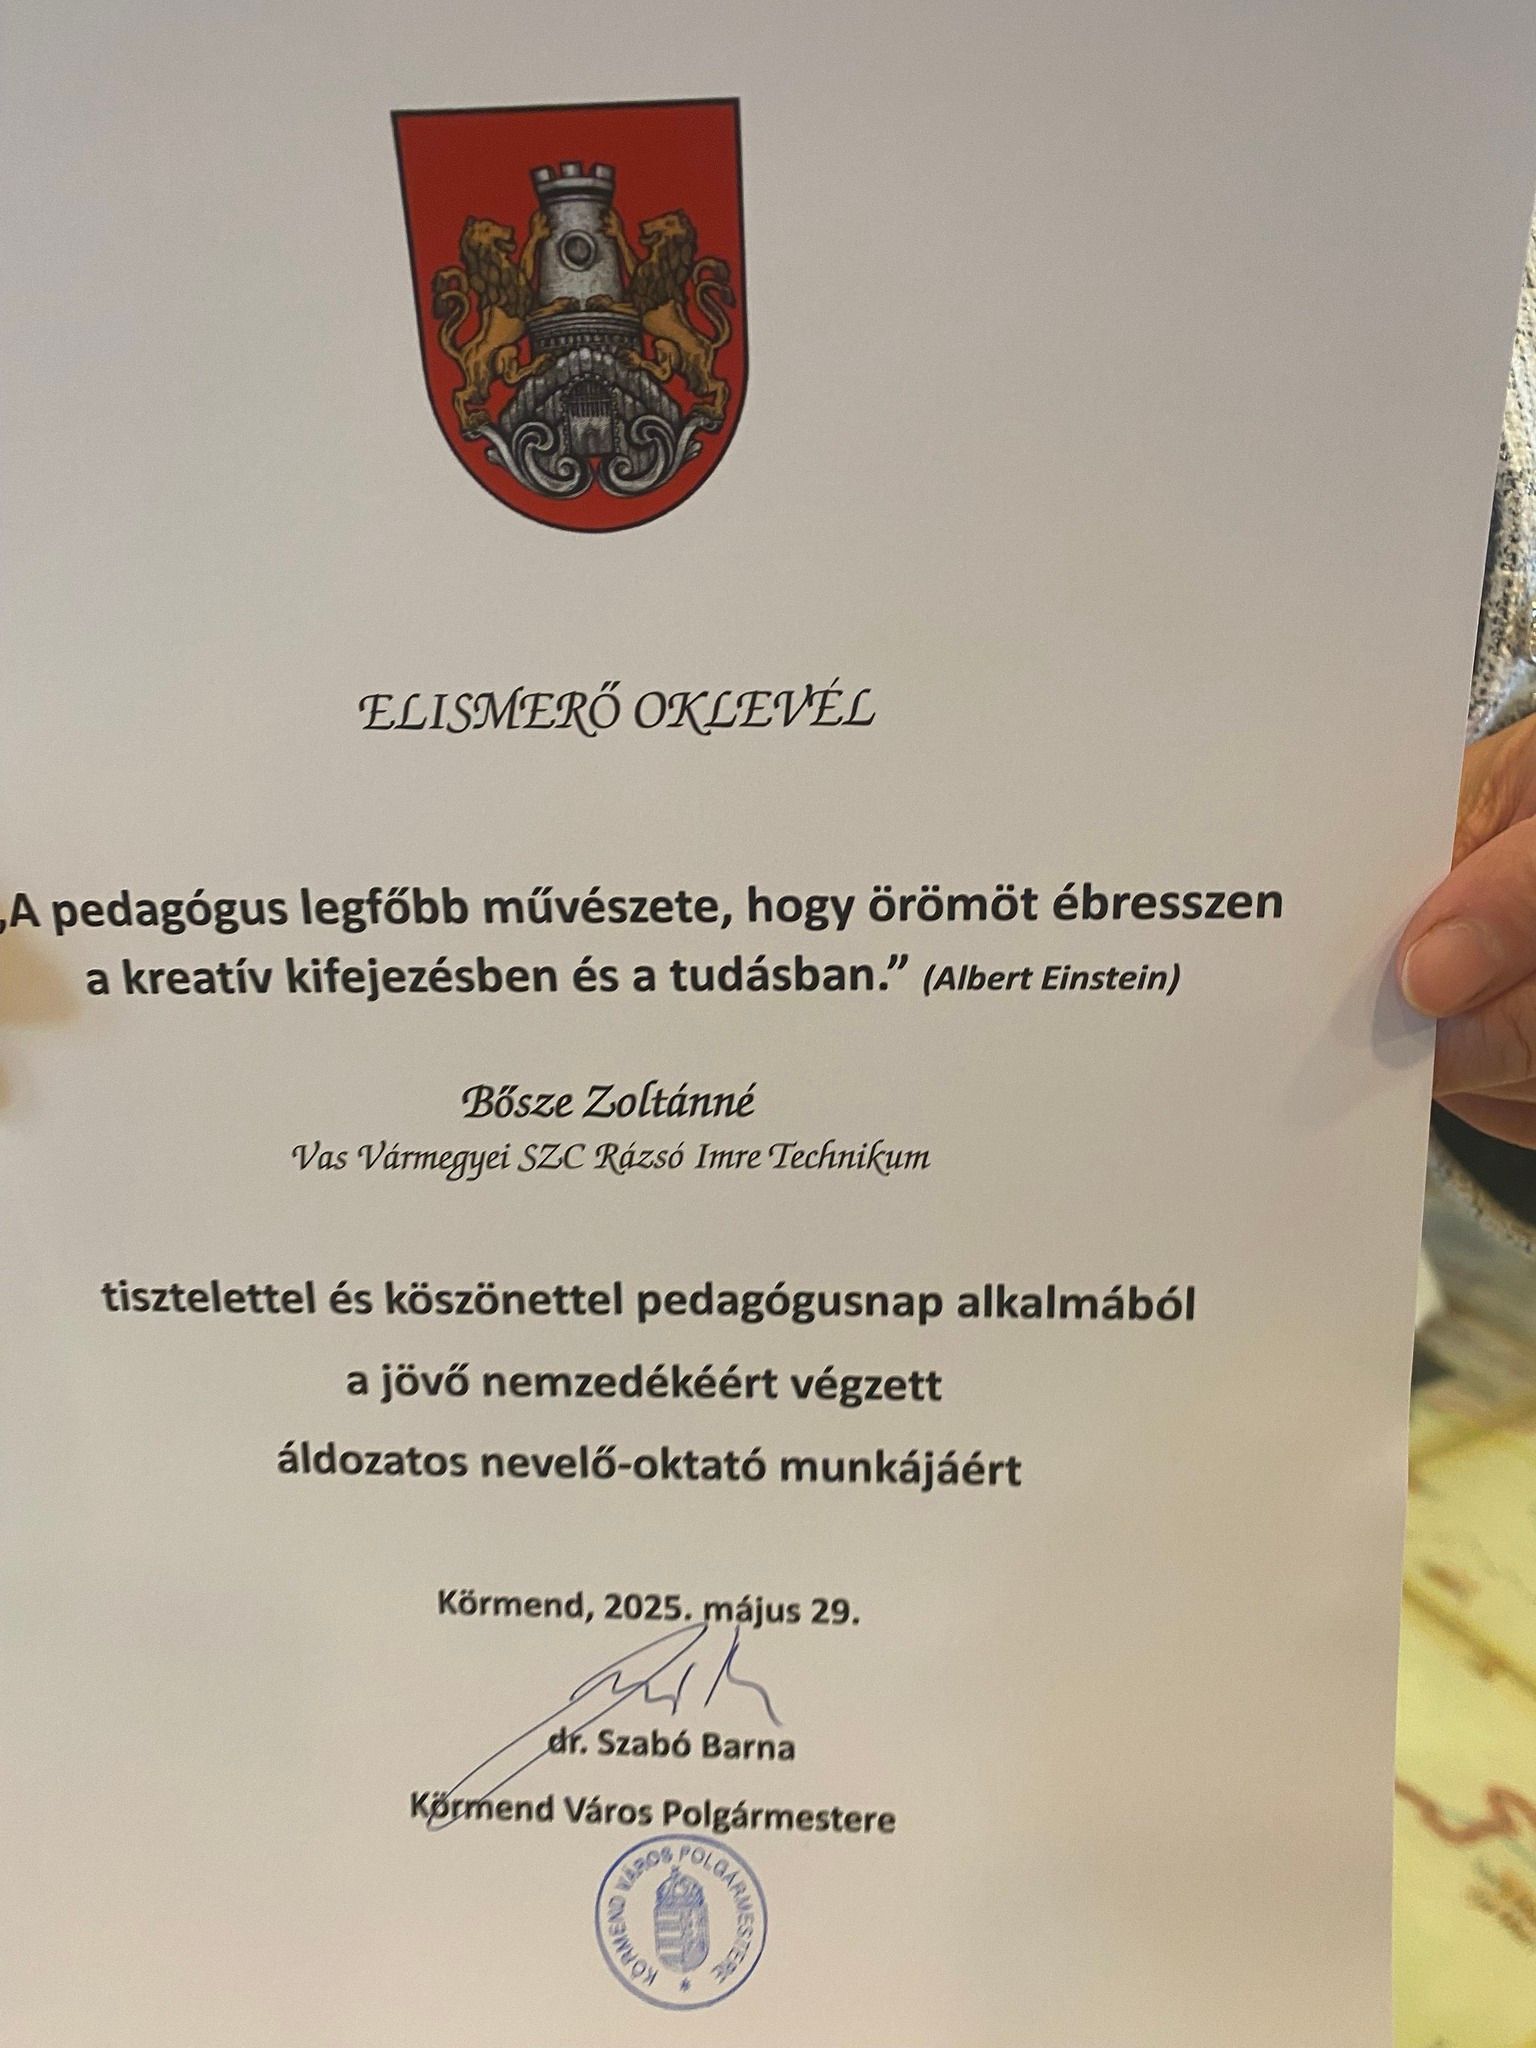 ELISMERŐ OKLEVÉL
„A pedagógus legfőbb művészete, hogy örömöt ébresszen
a kreatív kifejezésben és a tudásban.” (Albert Einstein)
Bősze Zoltánné
Vas Vármegyei SZC Rázsó Imre Technikum
tisztelettel és köszönettel pedagógusnap alkalmából
a jövő nemzedékéért végzett
áldozatos nevelő-oktató munkájáért
Körmend, 2025. május 29.
dr. Szabó Barna
Körmend Város Polgármestere
KÖRMEND VÁROS POLGÁRMESTERE